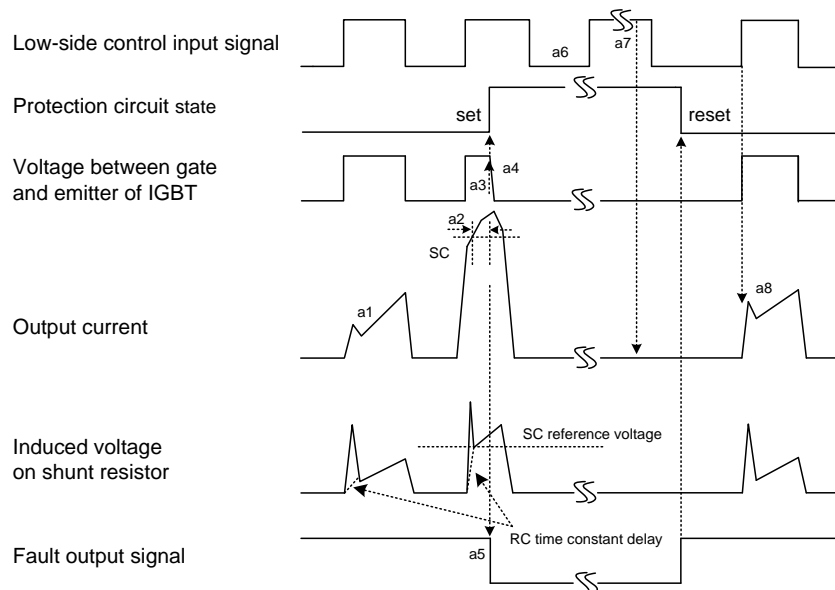 Low-side control input signal
a6
a7
Protection circuit state
set
reset
Voltage between gate
and emitter of IGBT
a3
a4
a2
SC
Output current
a1
a8
Induced voltage
on shunt resistor
SC reference voltage
RC time constant delay
Fault output signal
a5